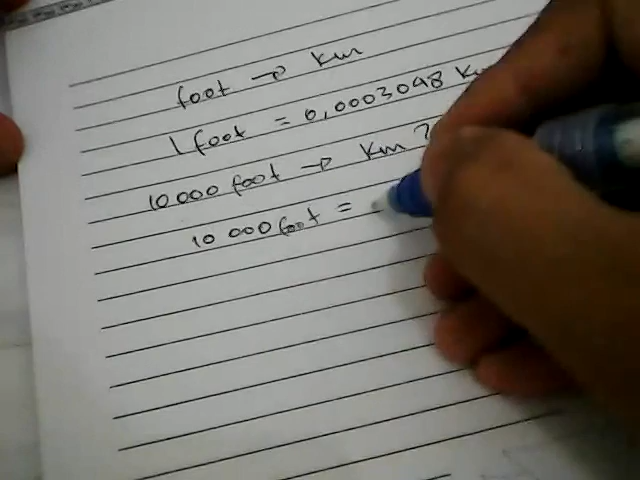 foot → km
1 foot = 0,0003048 Km
10 000 foot → Km?
10 000 foot =